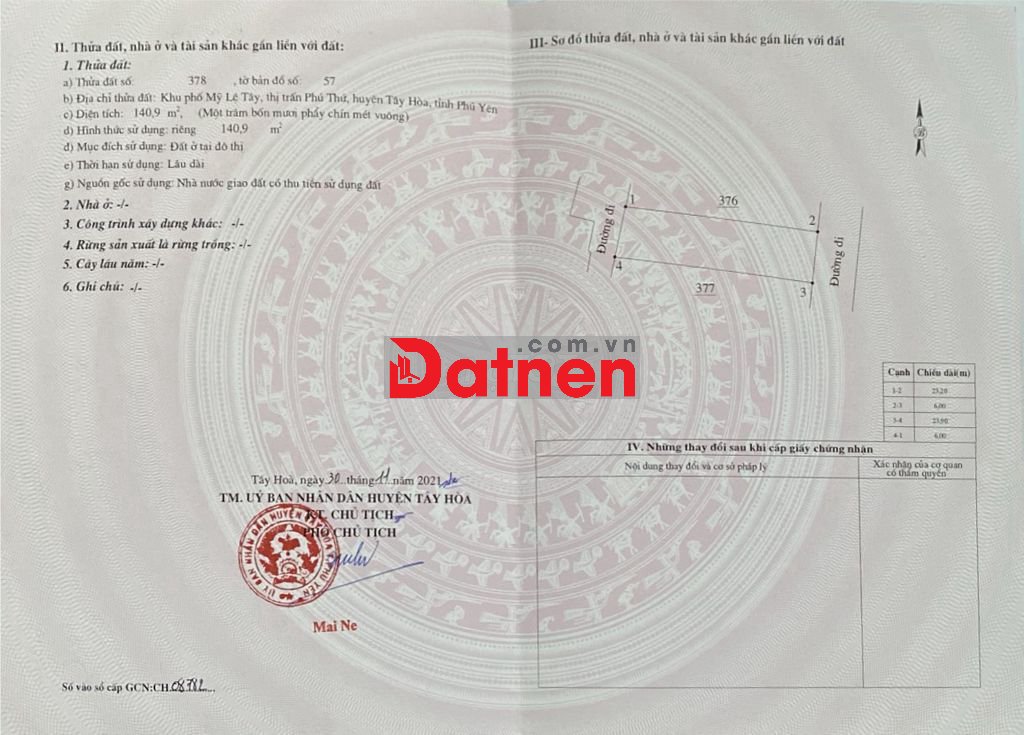 II. Thửa đất, nhà ở và tài sản khác gắn liền với đất:
1. Thửa đất:
a) Thửa đất số: 378 , tờ bản đồ số: 57
b) Địa chỉ thửa đất: Khu phố Mỹ Lệ Tây, thị trấn Phú Thứ, huyện Tây Hòa, tỉnh Phú Yên
c) Diện tích: 140,9 m², (Một trăm bốn mươi phẩy chín mét vuông)
d) Hình thức sử dụng: riêng 140,9 m²
đ) Mục đích sử dụng: Đất ở tại đô thị
e) Thời hạn sử dụng: Lâu dài
g) Nguồn gốc sử dụng: Nhà nước giao đất có thu tiền sử dụng đất
2. Nhà ở: -/-
3. Công trình xây dựng khác: -/-
4. Rừng sản xuất là rừng trồng: -/-
5. Cây lâu năm: -/-
6. Ghi chú: -/-
Tây Hoà, ngày 30 tháng 11 năm 2021
TM. UỶ BAN NHÂN DÂN HUYỆN TÂY HÒA
KT. CHỦ TỊCH
PHÓ CHỦ TỊCH
ỦY BAN NHÂN DÂN HUYỆN TÂY HÒA T. PHÚ YÊN
Mai Ne
Số vào sổ cấp GCN:CH.08782...
III- Sơ đồ thửa đất, nhà ở và tài sản khác gắn liền với đất
B
1
376
2
Đường đi
Đường đi
4
377
3
Datnen
.com.vn
Cạnh Chiều dài(m)
1-2 23,20
2-3 6,00
3-4 23,90
4-1 6,00
IV. Những thay đổi sau khi cấp giấy chứng nhận
Nội dung thay đổi và cơ sở pháp lý
Xác nhận của cơ quan
có thẩm quyền